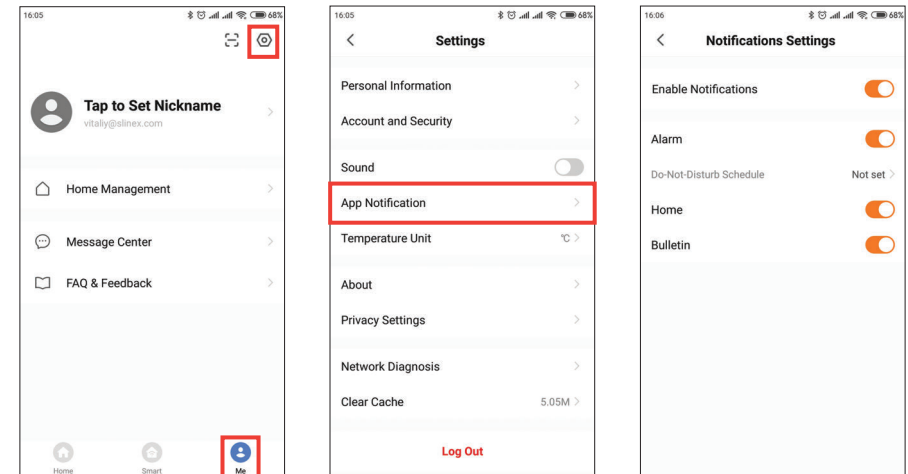 16:05
68%
Tap to Set Nickname
vitaliy@slinex.com
Home Management
Message Center
FAQ & Feedback
Home
Smart
Me
16:05
68%
Settings
Personal Information
Account and Security
Sound
App Notification
Temperature Unit
°C
About
Privacy Settings
Network Diagnosis
Clear Cache
5.05M
Log Out
16:06
68%
Notifications Settings
Enable Notifications
Alarm
Do-Not-Disturb Schedule
Not set
Home
Bulletin